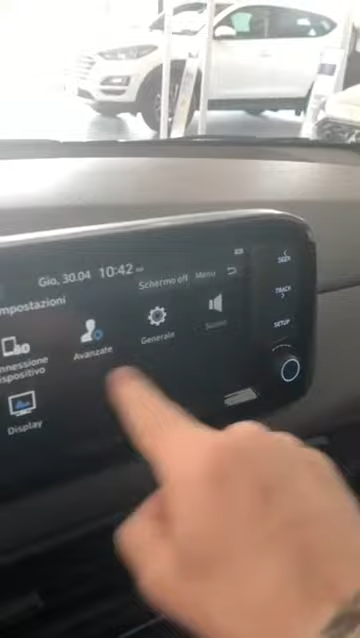 Gio, 30.04 10:42
Schermo off Menu
mpostazioni
nnessione
ispositivo
Avanzate
Generale
Suono
Display
SEEK
TRACK
SETUP